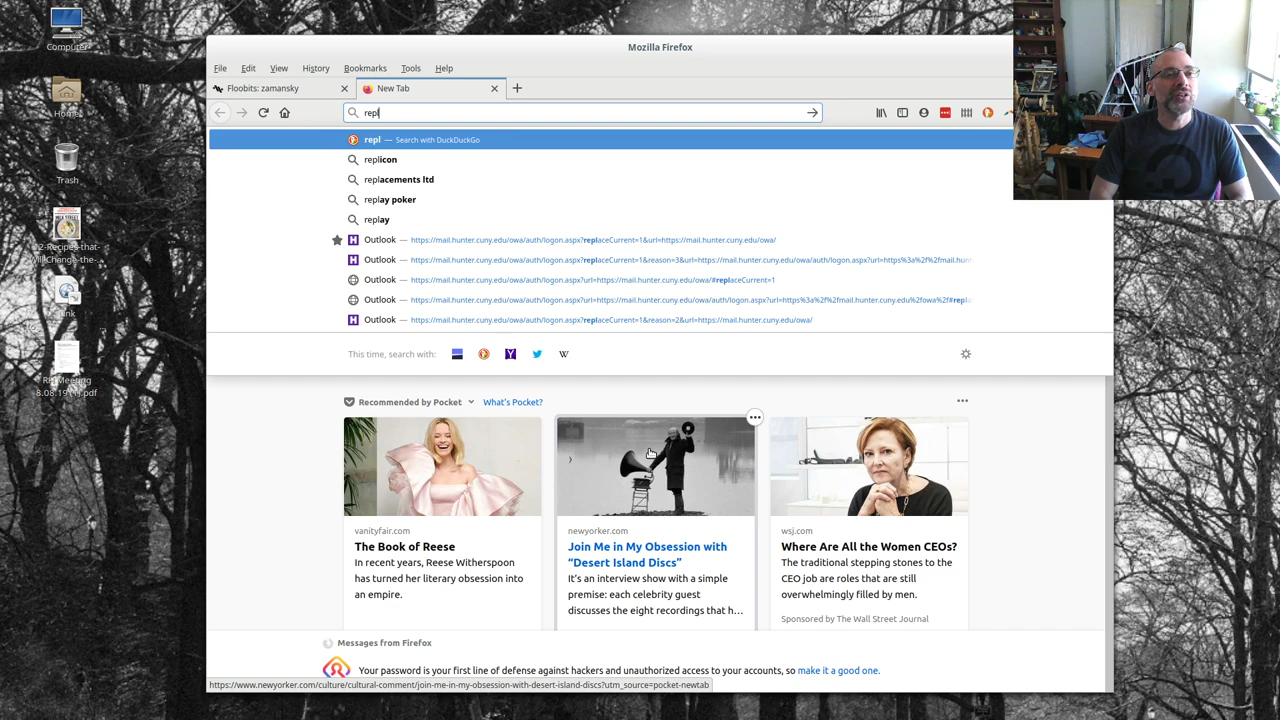 Computer
Home
Trash
12-Recipes-that-
Will-Change-the-...
link
8.08.19 (1).pdf
Mozilla Firefox
File Edit View History Bookmarks Tools Help
Floobits: zamansky
New Tab
repl
repl — Search with DuckDuckGo
replicon
replacements ltd
replay poker
replay
Outlook — https://mail.hunter.cuny.edu/owa/auth/logon.aspx?replaceCurrent=1&url=https://mail.hunter.cuny.edu/owa/
Outlook — https://mail.hunter.cuny.edu/owa/auth/logon.aspx?replaceCurrent=1&reason=3&url=https://mail.hunter.cuny.edu/owa/auth/logon.aspx?url=https%3a%2f%2fmail.hun
Outlook — https://mail.hunter.cuny.edu/owa/auth/logon.aspx?url=https://mail.hunter.cuny.edu/owa/#replaceCurrent=1
Outlook — https://mail.hunter.cuny.edu/owa/auth/logon.aspx?url=https://mail.hunter.cuny.edu/owa/auth/logon.aspx?url=https%3a%2f%2fmail.hunter.cuny.edu%2fowa%2f#repla
Outlook — https://mail.hunter.cuny.edu/owa/auth/logon.aspx?replaceCurrent=1&reason=2&url=https://mail.hunter.cuny.edu/owa/
This time, search with:
Recommended by Pocket What's Pocket?
vanityfair.com
The Book of Reese
In recent years, Reese Witherspoon
has turned her literary obsession into
an empire.
newyorker.com
Join Me in My Obsession with
“Desert Island Discs”
It’s an interview show with a simple
premise: each celebrity guest
discusses the eight recordings that h…
wsj.com
Where Are All the Women CEOs?
The traditional stepping stones to the
CEO job are roles that are still
overwhelmingly filled by men.
Sponsored by The Wall Street Journal
Messages from Firefox
Your password is your first line of defense against hackers and unauthorized access to your accounts, so make it a good one.
https://www.newyorker.com/culture/cultural-comment/join-me-in-my-obsession-with-desert-island-discs?utm_source=pocket-newtab